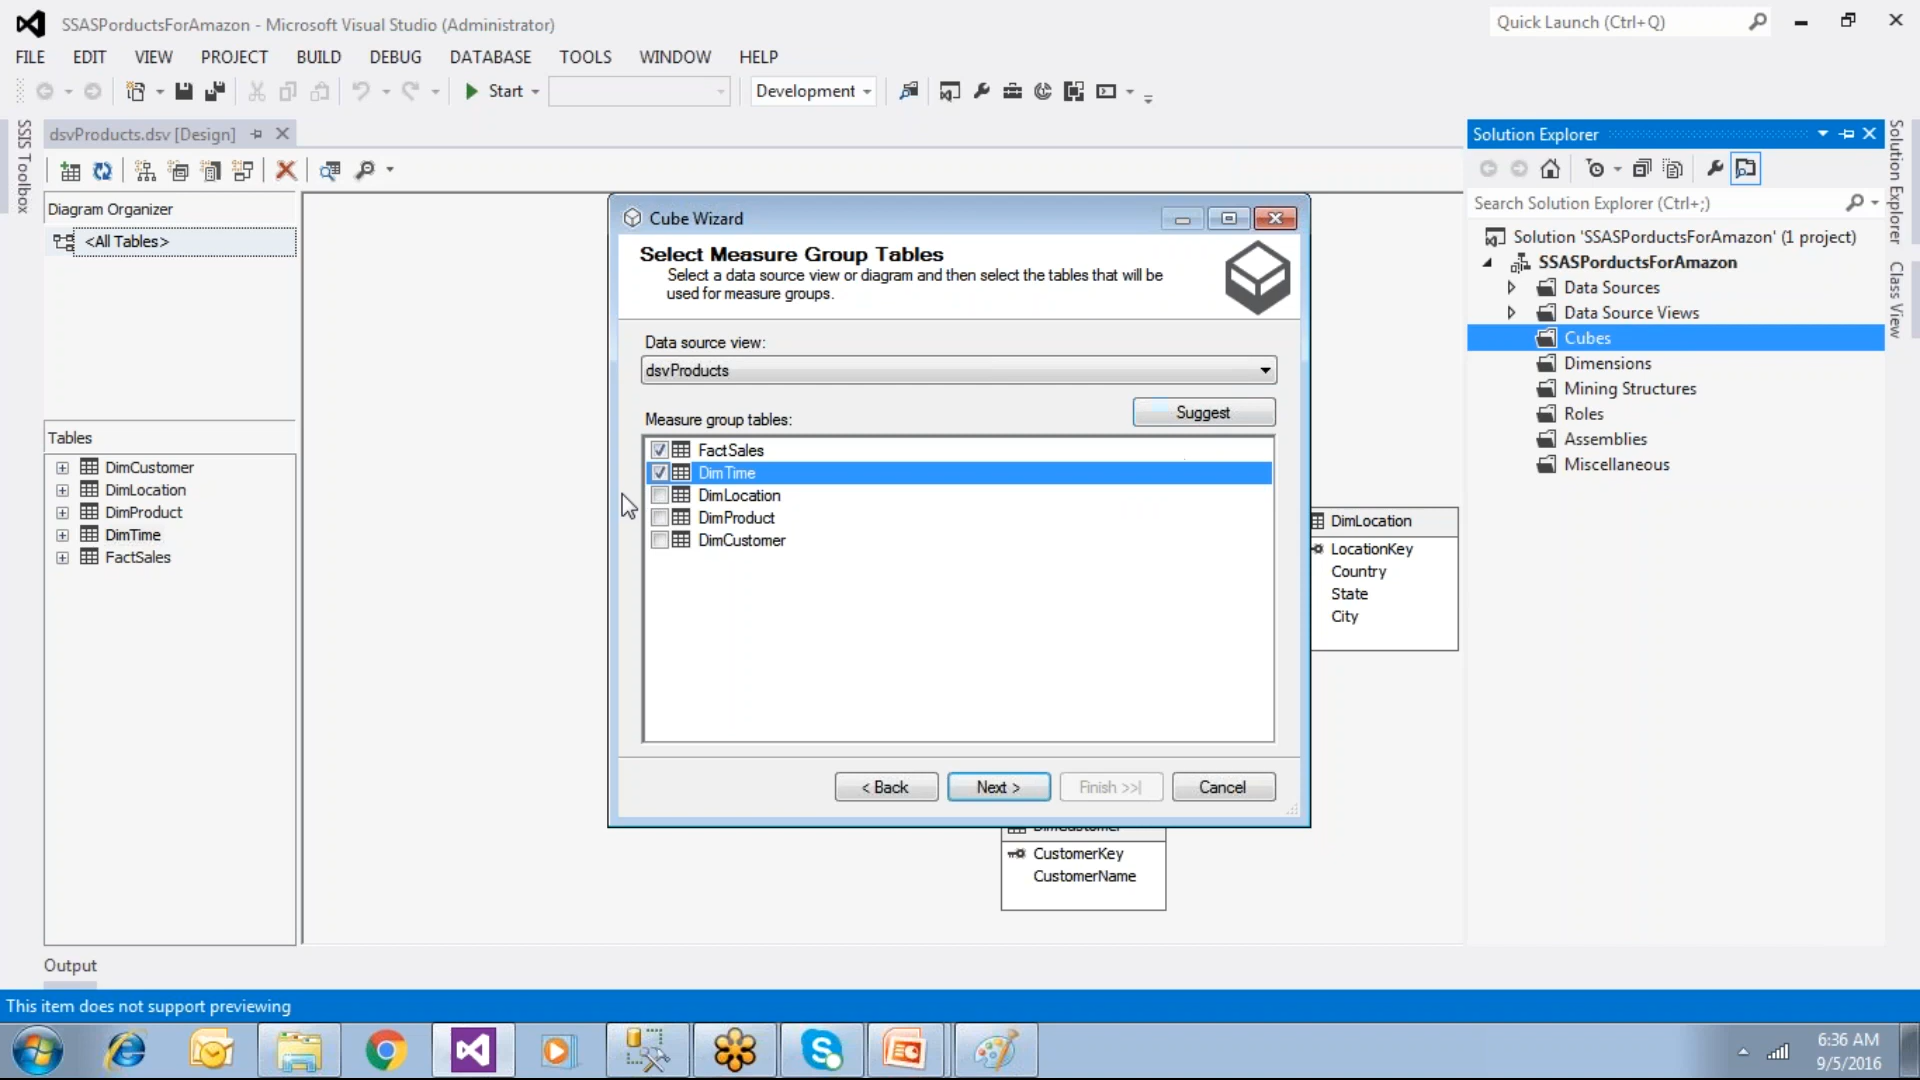 SSASPorductsForAmazon - Microsoft Visual Studio (Administrator)
Quick Launch (Ctrl+Q)
FILE EDIT VIEW PROJECT BUILD DEBUG DATABASE TOOLS WINDOW HELP
Start
Development
SSIS Toolbox
dsvProducts.dsv [Design]
Diagram Organizer
<All Tables>
Tables
DimCustomer
DimLocation
DimProduct
DimTime
FactSales
Cube Wizard
Select Measure Group Tables
Select a data source view or diagram and then select the tables that will be
used for measure groups.
Data source view:
dsvProducts
Measure group tables:
Suggest
FactSales
DimTime
DimLocation
DimProduct
DimCustomer
< Back
Next >
Finish >>|
Cancel
DimLocation
LocationKey
Country
State
City
DimCustomer
CustomerKey
CustomerName
Solution Explorer
Search Solution Explorer (Ctrl+;)
Solution 'SSASPorductsForAmazon' (1 project)
SSASPorductsForAmazon
Data Sources
Data Source Views
Cubes
Dimensions
Mining Structures
Roles
Assemblies
Miscellaneous
Solution Explorer
Class View
Output
This item does not support previewing
6:36 AM
9/5/2016